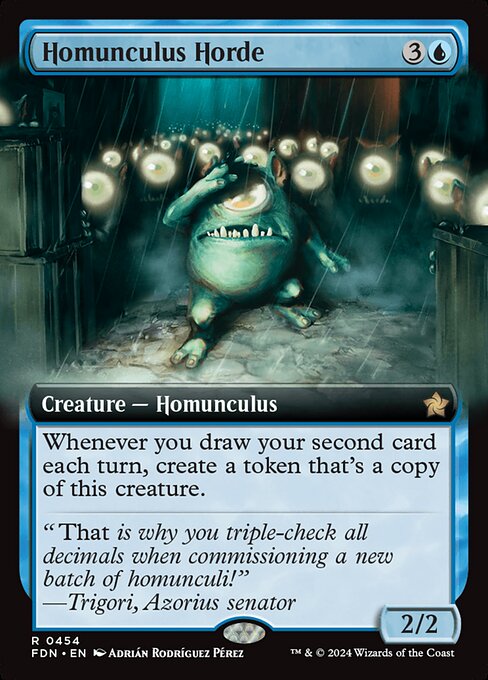 Homunculus Horde 3
Creature — Homunculus
Whenever you draw your second card
each turn, create a token that's a copy
of this creature.
“That is why you triple-check all
decimals when commissioning a new
batch of homunculi!”
—Trigori, Azorius senator
2/2
R 0454
FDN • EN ADRIÁN RODRÍGUEZ PÉREZ ™ & © 2024 Wizards of the Coast